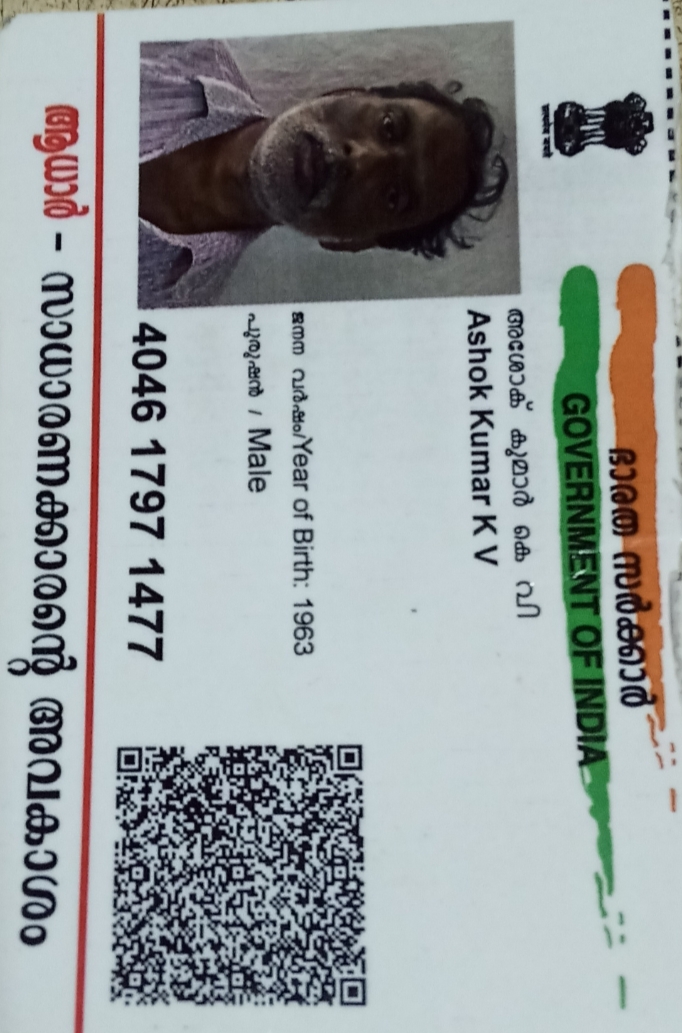 ഭാരത സർക്കാർ
GOVERNMENT OF INDIA
അശോക് കുമാർ കെ വി
Ashok Kumar K V
ജനന വർഷം/Year of Birth: 1963
പുരുഷൻ / Male
4046 1797 1477
ആധാർ - സാധാരണക്കാരന്റെ അവകാശം